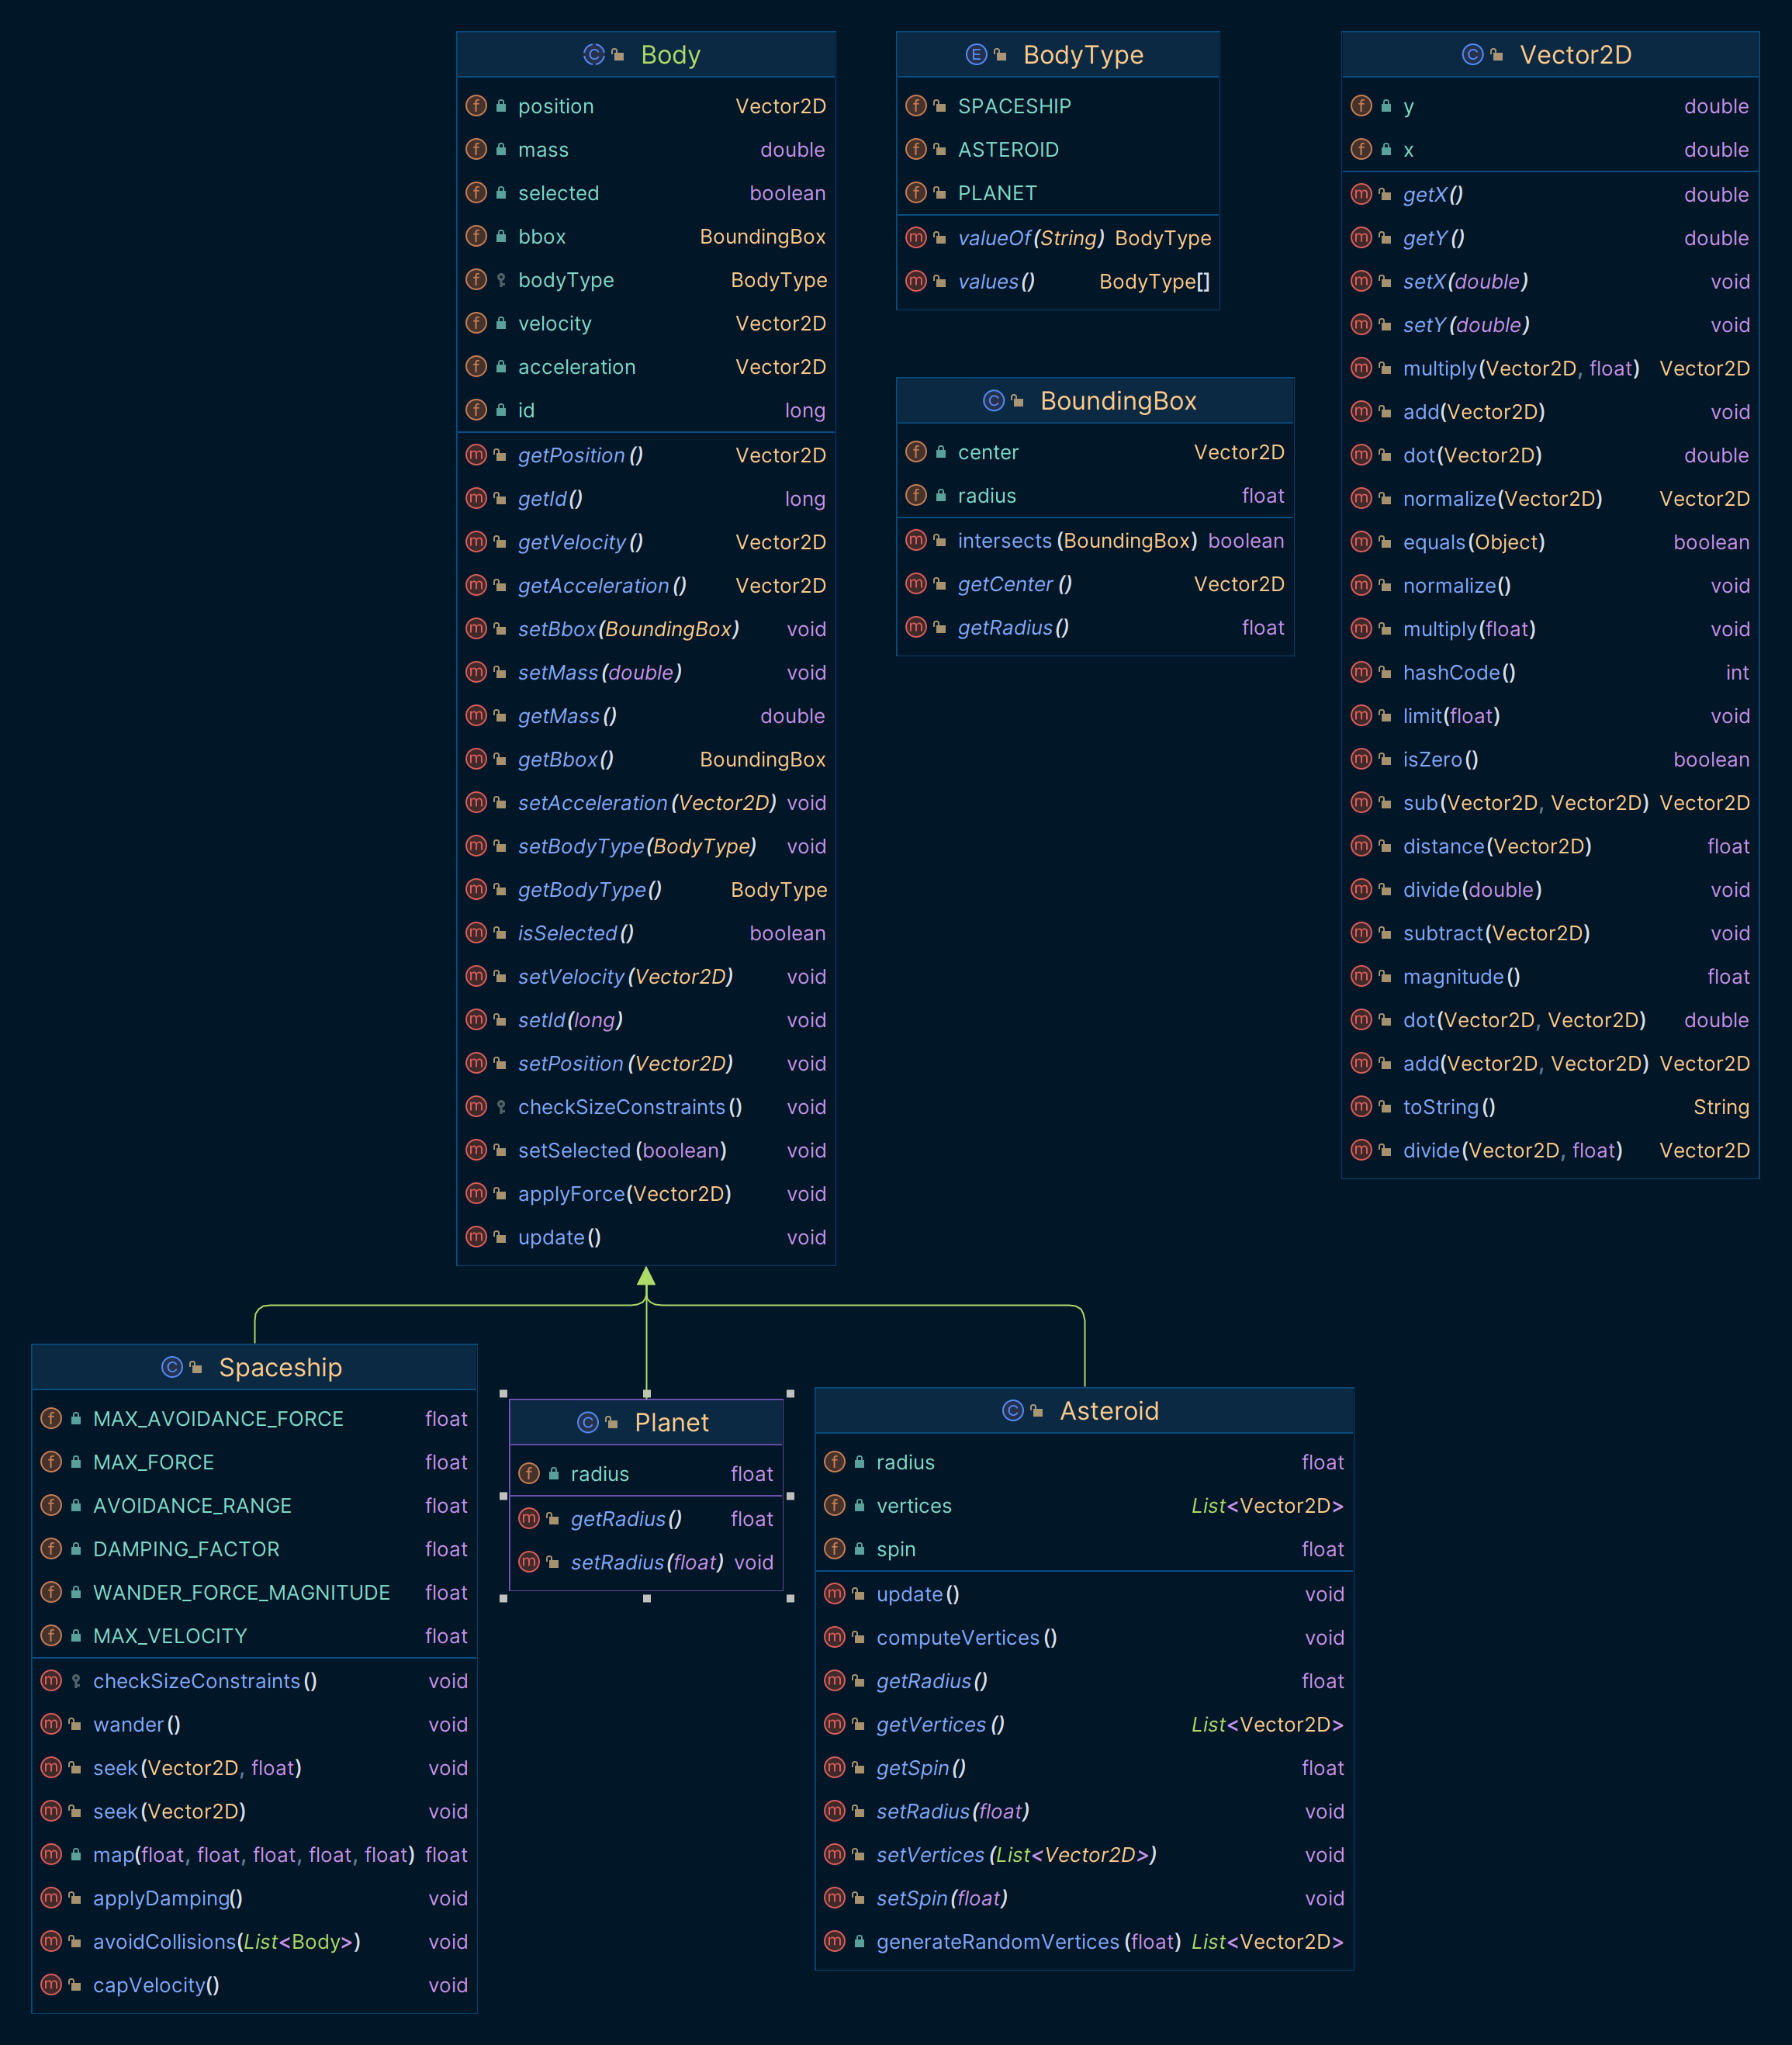 Body
position Vector2D
mass double
selected boolean
bbox BoundingBox
bodyType BodyType
velocity Vector2D
acceleration Vector2D
id long
getPosition() Vector2D
getId() long
getVelocity() Vector2D
getAcceleration() Vector2D
setBbox(BoundingBox) void
setMass(double) void
getMass() double
getBbox() BoundingBox
setAcceleration(Vector2D) void
setBodyType(BodyType) void
getBodyType() BodyType
isSelected() boolean
setVelocity(Vector2D) void
setId(long) void
setPosition(Vector2D) void
checkSizeConstraints() void
setSelected(boolean) void
applyForce(Vector2D) void
update() void
BodyType
SPACESHIP
ASTEROID
PLANET
valueOf(String) BodyType
values() BodyType[]
BoundingBox
center Vector2D
radius float
intersects(BoundingBox) boolean
getCenter() Vector2D
getRadius() float
Vector2D
y double
x double
getX() double
getY() double
setX(double) void
setY(double) void
multiply(Vector2D, float) Vector2D
add(Vector2D) void
dot(Vector2D) double
normalize(Vector2D) Vector2D
equals(Object) boolean
normalize() void
multiply(float) void
hashCode() int
limit(float) void
isZero() boolean
sub(Vector2D, Vector2D) Vector2D
distance(Vector2D) float
divide(double) void
subtract(Vector2D) void
magnitude() float
dot(Vector2D, Vector2D) double
add(Vector2D, Vector2D) Vector2D
toString() String
divide(Vector2D, float) Vector2D
Spaceship
MAX_AVOIDANCE_FORCE float
MAX_FORCE float
AVOIDANCE_RANGE float
DAMPING_FACTOR float
WANDER_FORCE_MAGNITUDE float
MAX_VELOCITY float
checkSizeConstraints() void
wander() void
seek(Vector2D, float) void
seek(Vector2D) void
map(float, float, float, float, float) float
applyDamping() void
avoidCollisions(List<Body>) void
capVelocity() void
Planet
radius float
getRadius() float
setRadius(float) void
Asteroid
radius float
vertices List<Vector2D>
spin float
update() void
computeVertices() void
getRadius() float
getVertices() List<Vector2D>
getSpin() float
setRadius(float) void
setVertices(List<Vector2D>) void
setSpin(float) void
generateRandomVertices(float) List<Vector2D>